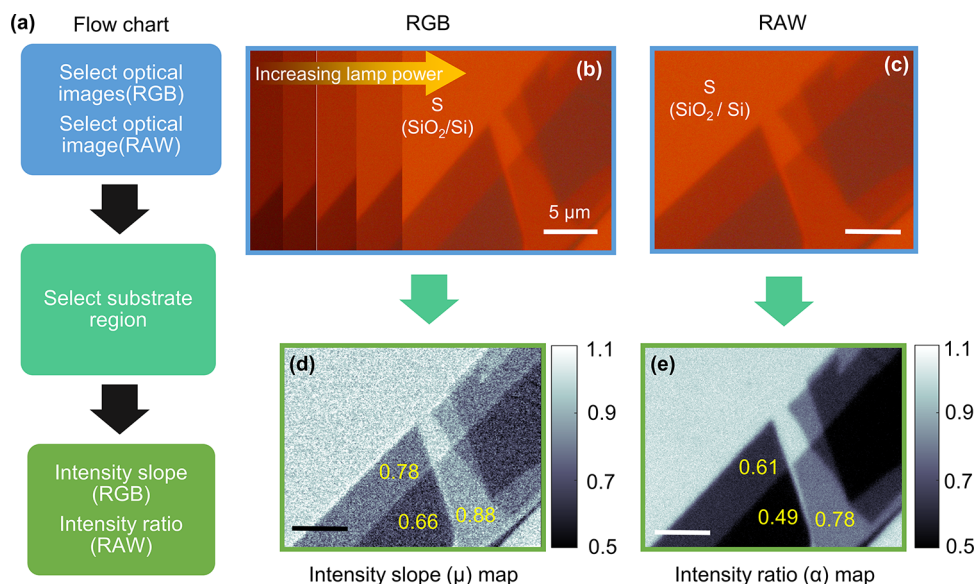 (a)
Flow chart
Select optical
images(RGB)
Select optical
image(RAW)
Select substrate
region
Intensity slope
(RGB)
Intensity ratio
(RAW)
RGB
Increasing lamp power
(b)
S
(SiO₂/Si)
5 μm
RAW
(c)
S
(SiO₂ / Si)
(d)
0.78
0.66
0.88
1.1
0.9
0.7
0.5
Intensity slope (μ) map
(e)
0.61
0.49
0.78
1.1
0.9
0.7
0.5
Intensity ratio (α) map